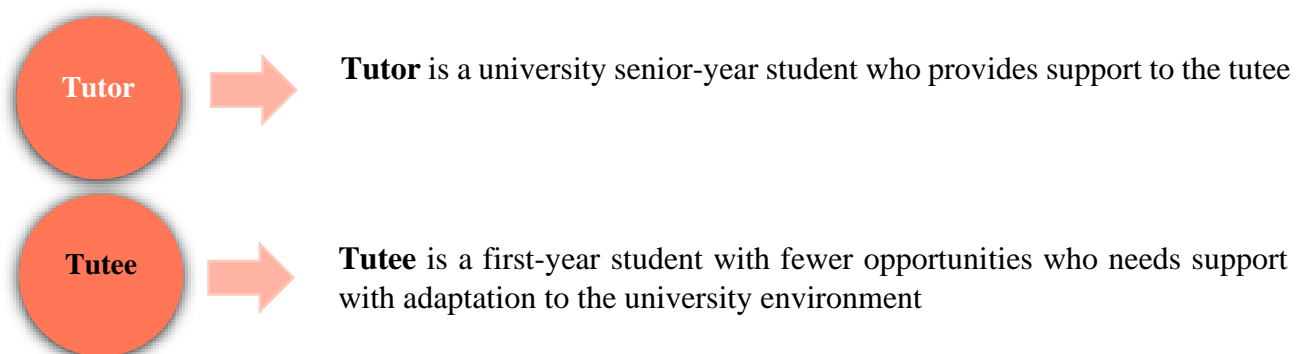 Tutor
Tutor is a university senior-year student who provides support to the tutee
Tutee
Tutee is a first-year student with fewer opportunities who needs support
with adaptation to the university environment